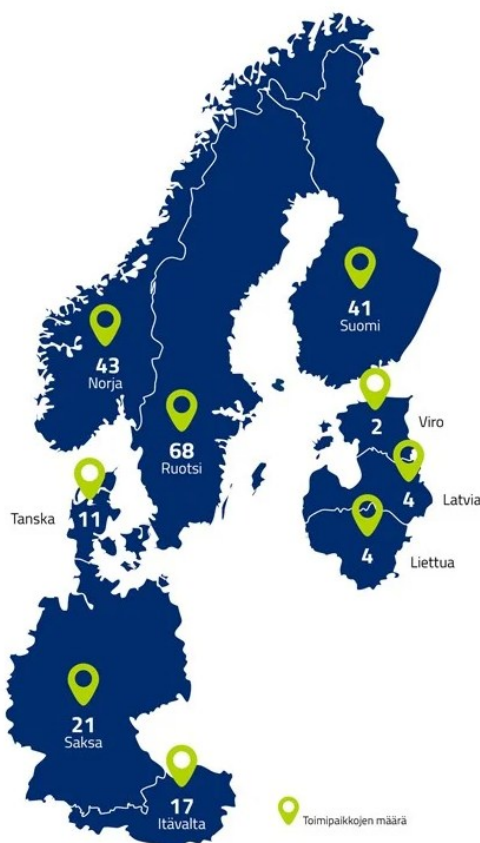 41
Suomi
43
Norja
68
Ruotsi
2
Viro
4
Latvia
11
Tanska
4
Liettua
21
Saksa
17
Itävalta
Toimipaikkojen määrä